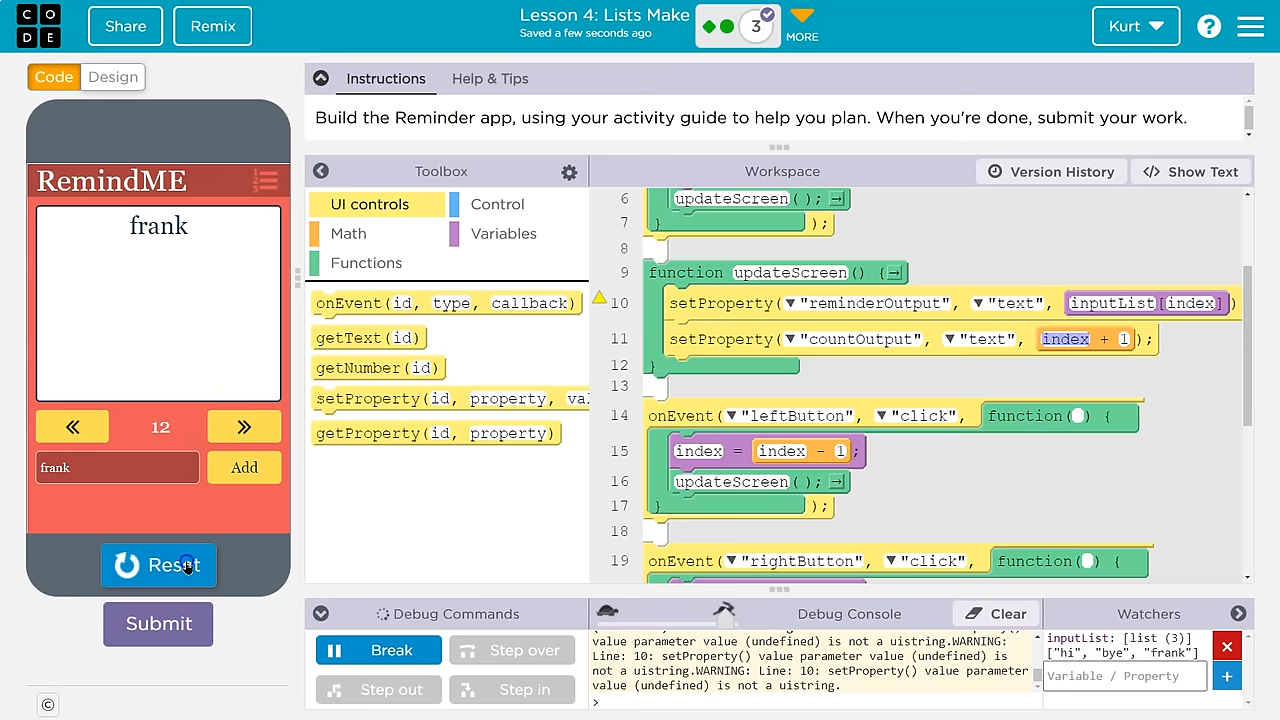 C O
D E
Share
Remix
Lesson 4: Lists Make
Saved a few seconds ago
3
MORE
Kurt
?
Code
Design
Instructions
Help & Tips
Build the Reminder app, using your activity guide to help you plan. When you're done, submit your work.
Toolbox
Workspace
Version History
Show Text
UI controls
Control
Math
Variables
Functions
onEvent(id, type, callback)
getText(id)
getNumber(id)
setProperty(id, property, val
getProperty(id, property)
6 updateScreen();
7 } );
8
9 function updateScreen() {
10 setProperty("reminderOutput", "text", inputList[index])
11 setProperty("countOutput", "text", index + 1);
12 }
13
14 onEvent("leftButton", "click", function() {
15 index = index - 1;
16 updateScreen();
17 } );
18
19 onEvent("rightButton", "click", function() {
RemindME
frank
12
frank
Add
Reset
Submit
©
Debug Commands
Break
Step over
Step out
Step in
Debug Console
Clear
value parameter value (undefined) is not a uistring.WARNING:
Line: 10: setProperty() value parameter value (undefined) is
not a uistring.WARNING: Line: 10: setProperty() value parameter
value (undefined) is not a uistring.
>
Watchers
inputList: [list (3)]
["hi", "bye", "frank"]
Variable / Property